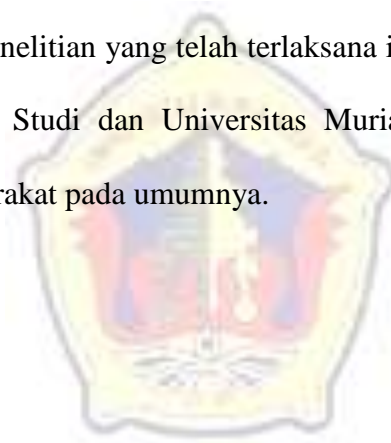 nelitian yang telah terlaksana i
Studi dan Universitas Muria
rakat pada umumnya.